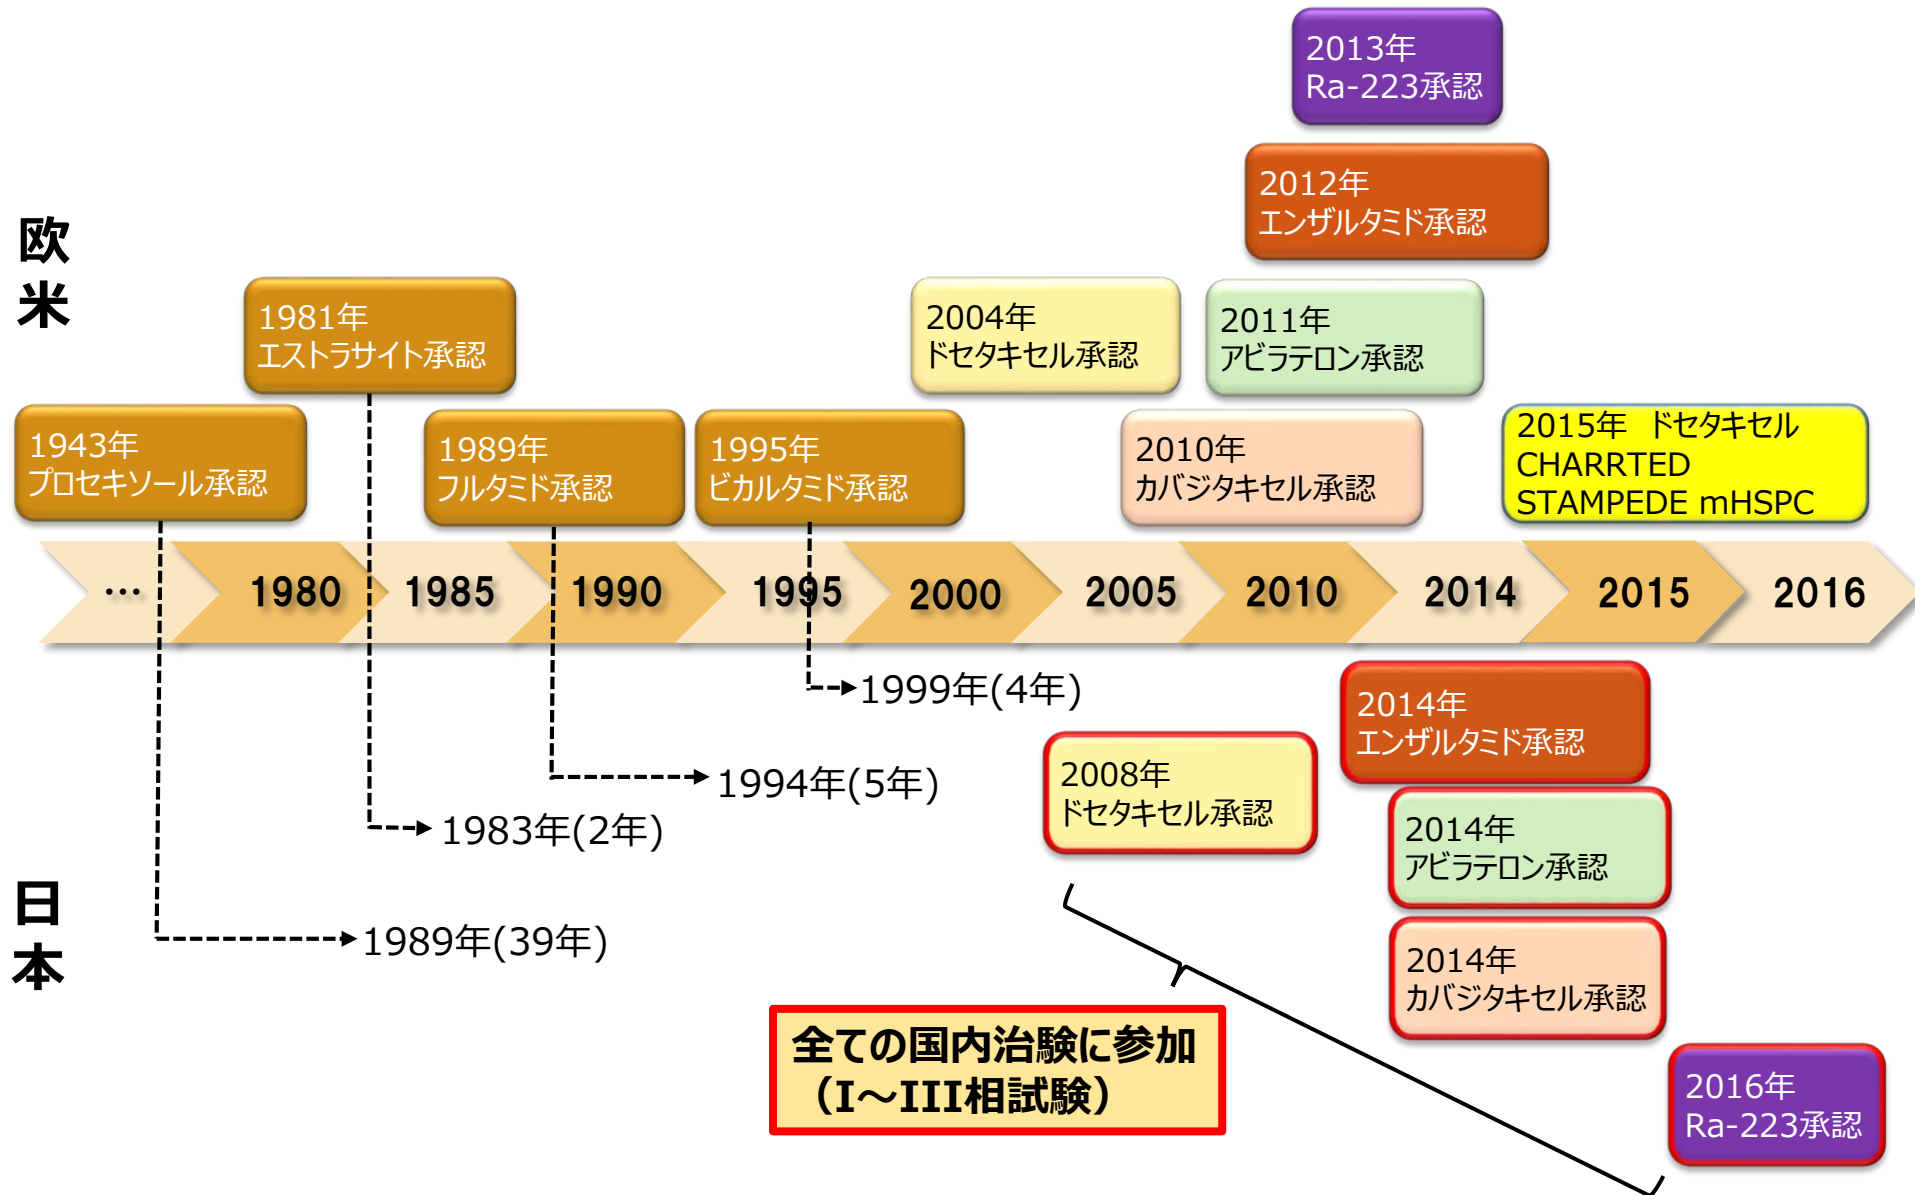 2013年
Ra-223承認
2012年
エンザルタミド承認
欧
米
1981年
エストラサイト承認
2004年
ドセタキセル承認
2011年
アビラテロン承認
1943年
プロセキソール承認
1989年
フルタミド承認
1995年
ビカルタミド承認
2010年
カバジタキセル承認
2015年 ドセタキセル
CHARRTED
STAMPEDE mHSPC
… 1980 1985 1990 1995 2000 2005 2010 2014 2015 2016
1999年(4年)
1994年(5年)
1983年(2年)
1989年(39年)
日
本
2008年
ドセタキセル承認
2014年
エンザルタミド承認
2014年
アビラテロン承認
2014年
カバジタキセル承認
2016年
Ra-223承認
全ての国内治験に参加
（I～III相試験）